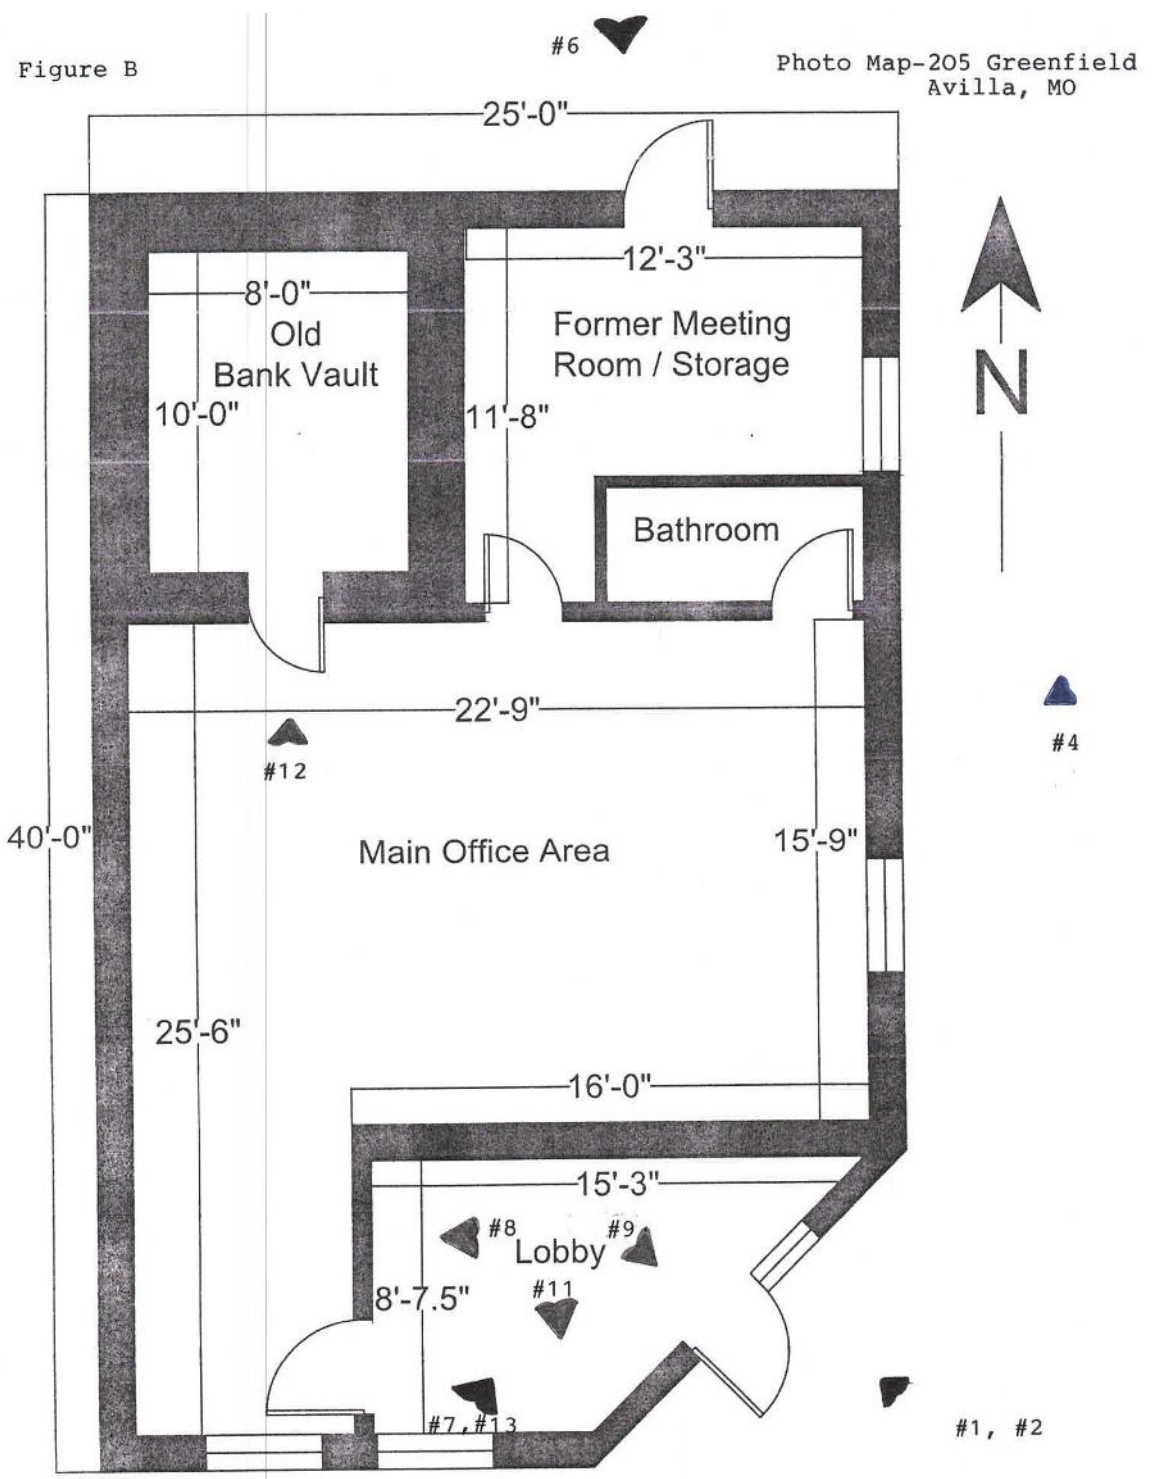 #6
Figure B
Photo Map-205 Greenfield
Avilla, MO
25'-0"
12'-3"
8'-0"
Old
Bank Vault
Former Meeting
Room / Storage
N
10'-0"
11'-8"
Bathroom
22'-9"
#4
#12
40'-0"
Main Office Area
15'-9"
25'-6"
16'-0"
15'-3"
#8
#9
Lobby
#11
8'-7.5"
#7,#13
#1, #2